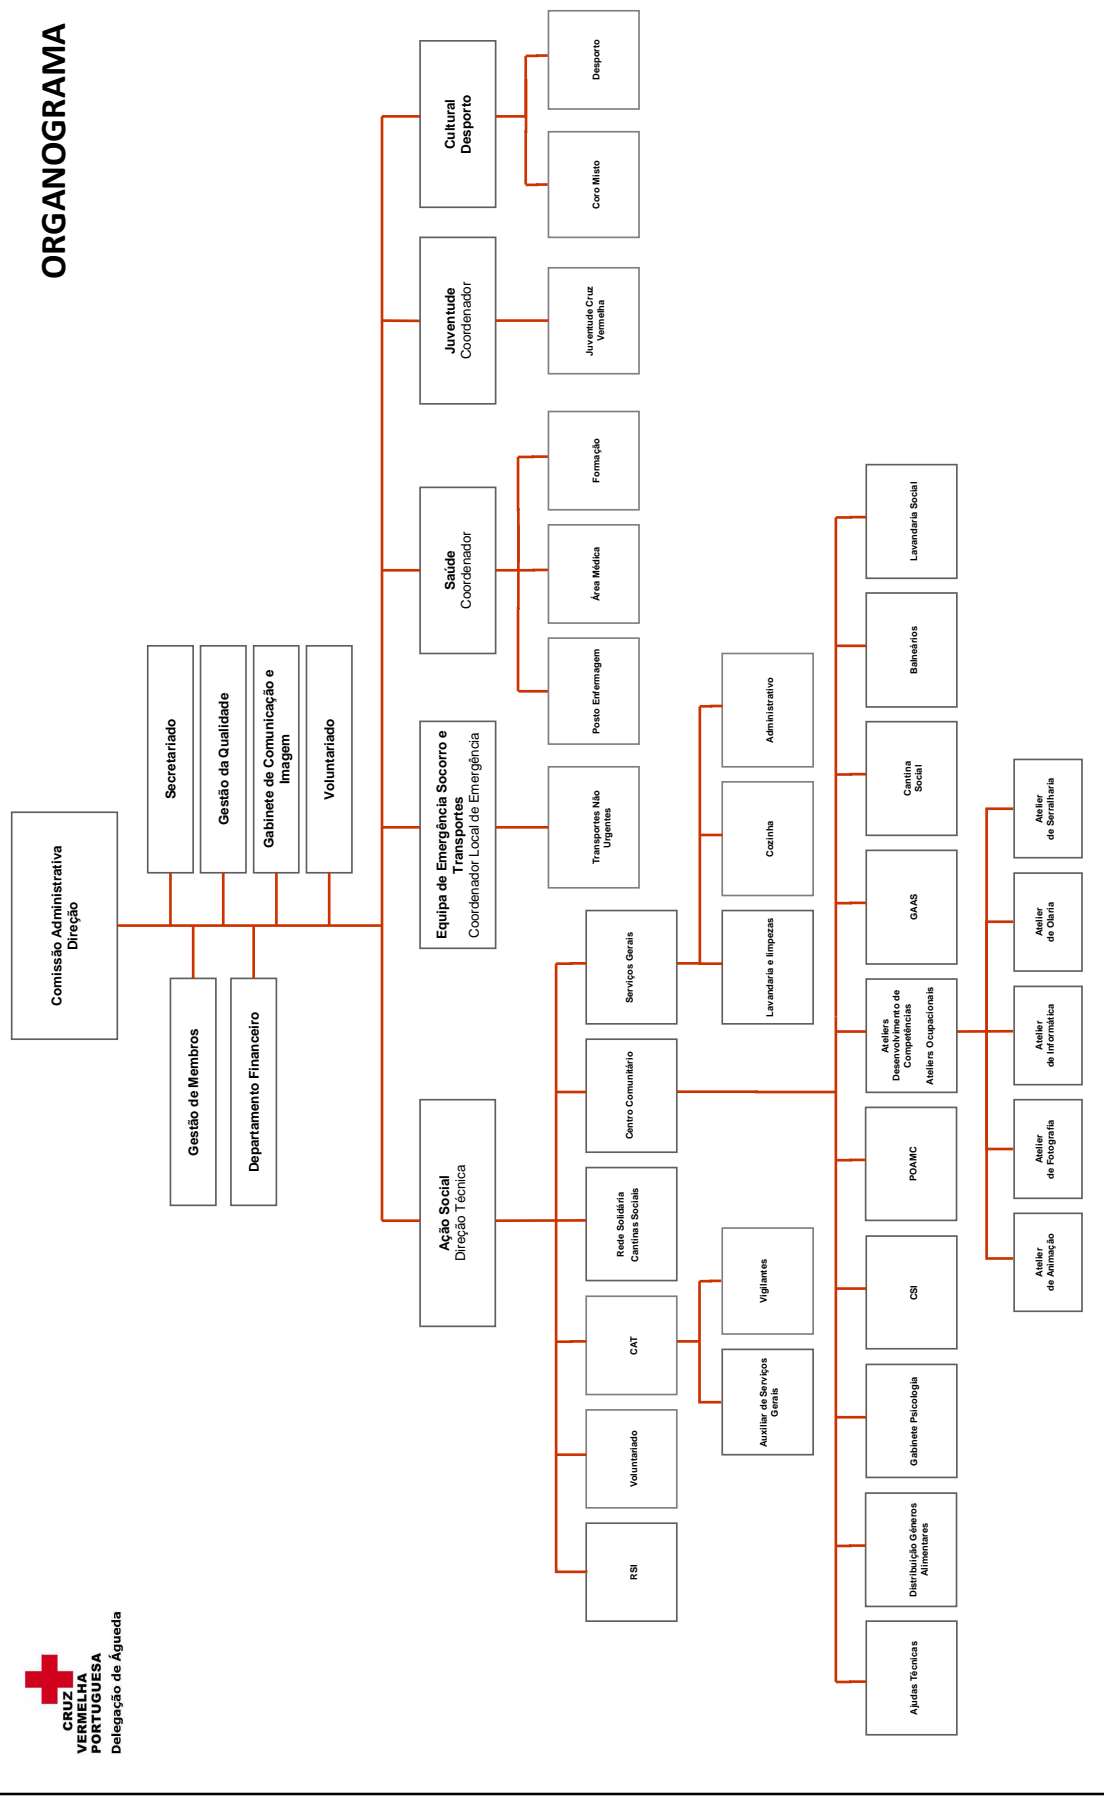 CRUZ
VERMELHA
PORTUGUESA
Delegação de Águeda
ORGANOGRAMA
Comissão Administrativa
Direção
Secretariado
Gestão de Membros
Gestão da Qualidade
Departamento Financeiro
Gabinete de Comunicação e
Imagem
Voluntariado
Ação Social
Direção Técnica
Equipa de Emergência Socorro e
Transportes
Coordenador Local de Emergência
Saúde
Coordenador
Juventude
Coordenador
Cultural
Desporto
Transportes Não
Urgentes
Posto Enfermagem
Área Médica
Formação
Juventude Cruz
Vermelha
Coro Misto
Desporto
RSI
Voluntariado
CAT
Rede Solidária
Cantinas Sociais
Centro Comunitário
Serviços Gerais
Auxiliar de Serviços
Gerais
Vigilantes
Lavandaria e limpezas
Cozinha
Administrativo
Ajudas Técnicas
Distribuição Géneros
Alimentares
Gabinete Psicologia
CSI
POAMC
Ateliers
Desenvolvimento de
Competências
Ateliers Ocupacionais
GAAS
Cantina
Social
Balneários
Lavandaria Social
Atelier
de Animação
Atelier
de Fotografia
Atelier
de Informática
Atelier
de Olaria
Atelier
de Serralharia